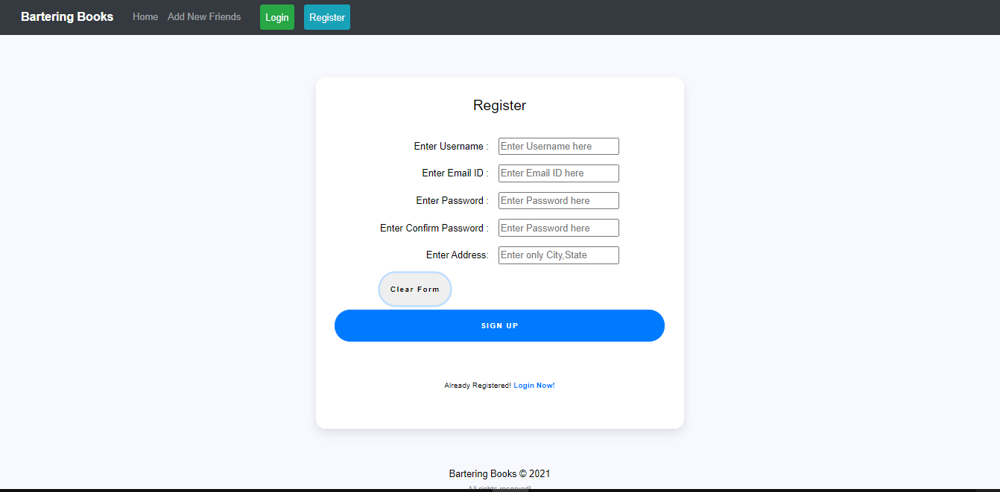 Bartering Books Home Add New Friends Login Register
Register
Enter Username : Enter Username here
Enter Email ID : Enter Email ID here
Enter Password : Enter Password here
Enter Confirm Password : Enter Password here
Enter Address: Enter only City,State
Clear Form
SIGN UP
Already Registered! Login Now!
Bartering Books © 2021
All rights reserved!